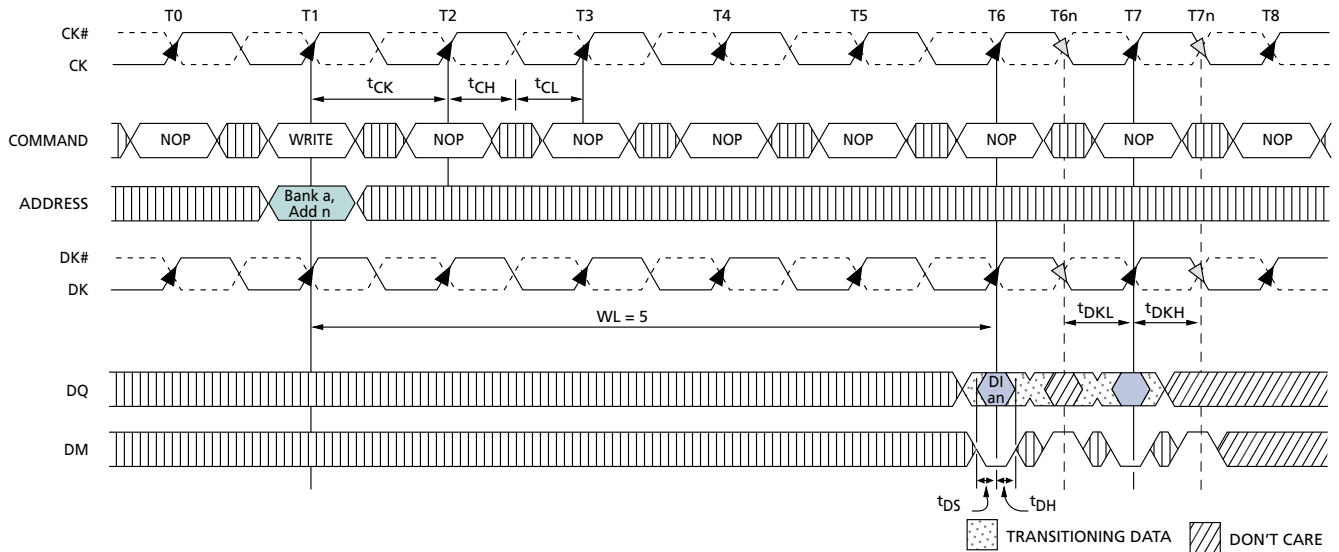 T0 T1 T2 T3 T4 T5 T6 T6n T7 T7n T8
CK#
CK
tCK tCH tCL
COMMAND NOP WRITE NOP NOP NOP NOP NOP NOP NOP
ADDRESS Bank a,
Add n
DK#
DK
WL = 5 tDKL tDKH
DQ DI
an
DM
tDS tDH
TRANSITIONING DATA DON'T CARE